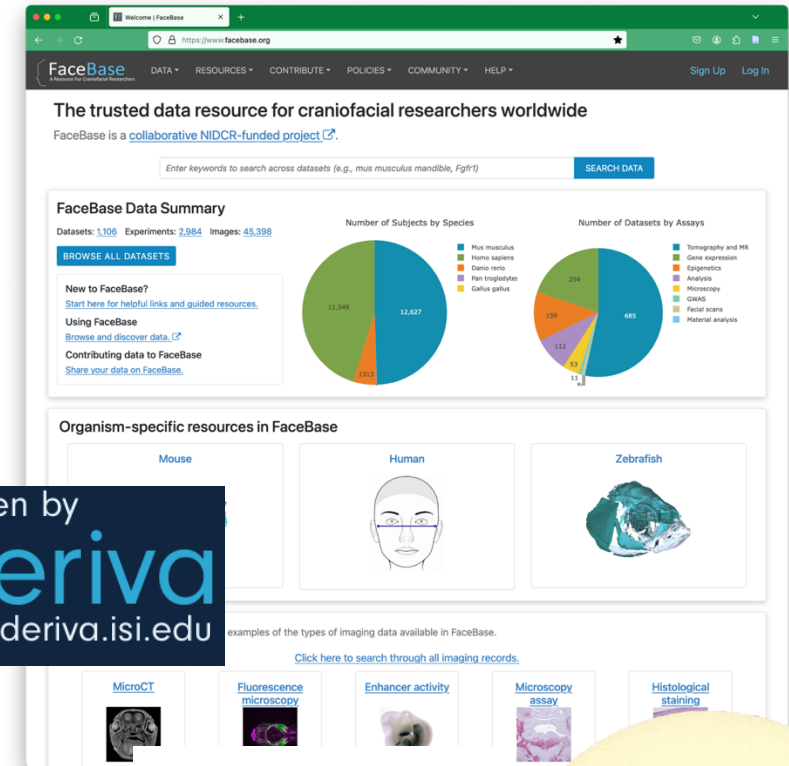 Welcome | FaceBase
https://www.facebase.org
FaceBase
A Resource For Craniofacial Researchers
DATA RESOURCES CONTRIBUTE POLICIES COMMUNITY HELP
Sign Up Log In
The trusted data resource for craniofacial researchers worldwide
FaceBase is a collaborative NIDCR-funded project.
Enter keywords to search across datasets (e.g., mus musculus mandible, Fgfr1)
SEARCH DATA
FaceBase Data Summary
Datasets: 1,106 Experiments: 2,984 Images: 45,398
BROWSE ALL DATASETS
New to FaceBase?
Start here for helpful links and guided resources.
Using FaceBase
Browse and discover data.
Contributing data to FaceBase
Share your data on FaceBase.
Number of Subjects by Species
Mus musculus
Homo sapiens
Danio rerio
Pan troglodytes
Gallus gallus
11,549
12,627
1313
Number of Datasets by Assays
Tomography and MR
Gene expression
Epigenetics
Analysis
Microscopy
GWAS
Facial scans
Material analysis
254
685
159
112
53
11
Organism-specific resources in FaceBase
Mouse
Human
Zebrafish
en by
eriva
deriva.isi.edu
examples of the types of imaging data available in FaceBase.
Click here to search through all imaging records.
MicroCT
Fluorescence
microscopy
Enhancer activity
Microscopy
assay
Histological
staining